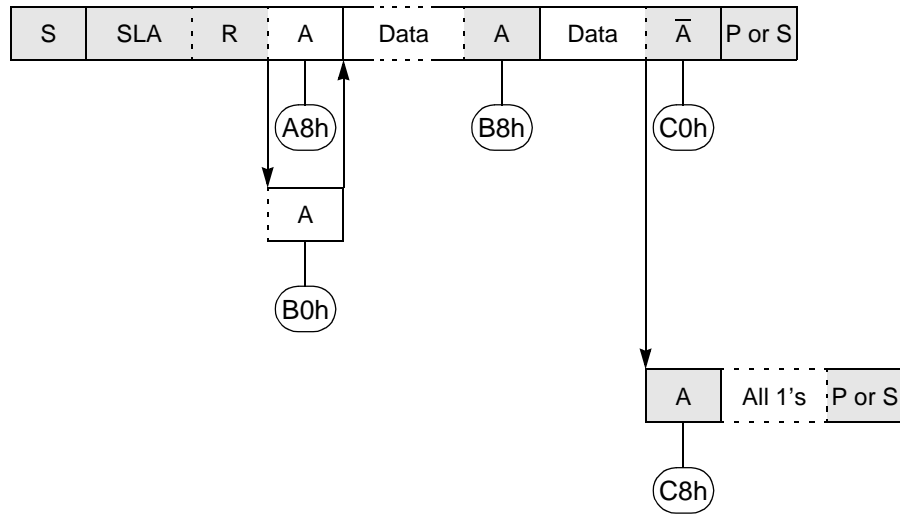 S SLA R A Data A Data A̅ P or S
A8h B8h C0h
A
B0h
A All 1's P or S
C8h